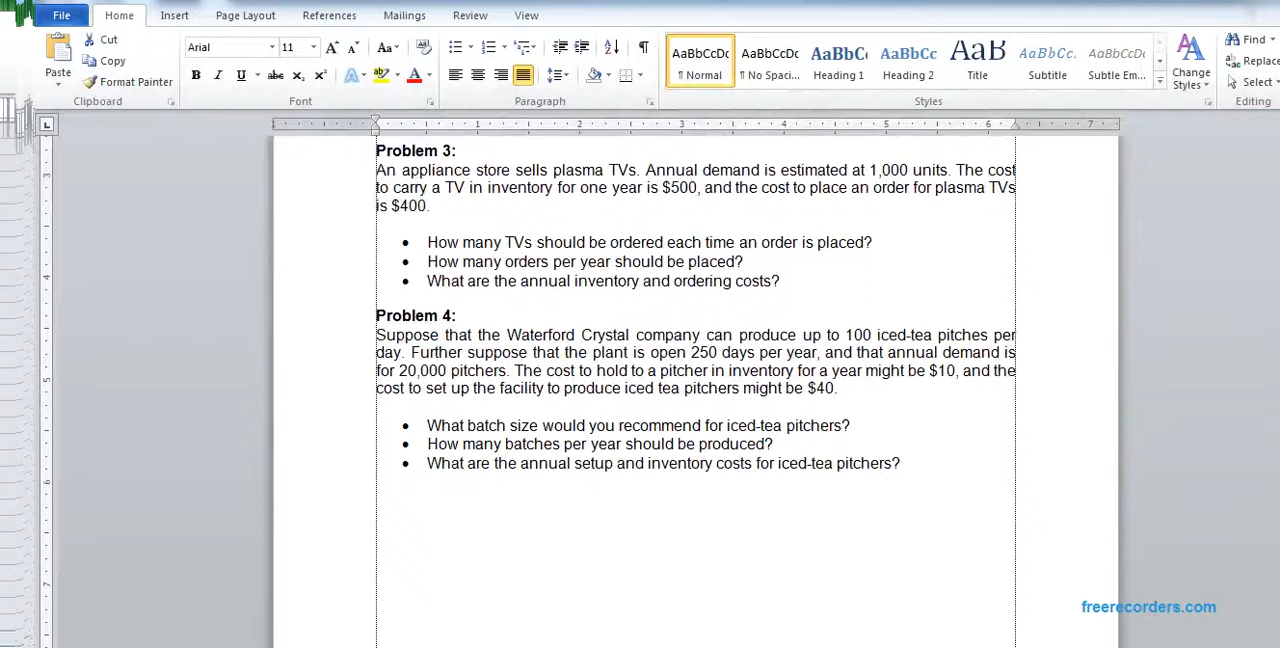 File Home Insert Page Layout References Mailings Review View
Cut
Copy
Paste
Format Painter
Clipboard
Arial 11
Font
Paragraph
AaBbCcDc AaBbCcDc AaBbC AaBbCc AaB AaBbCc. AaBbCcDc
¶ Normal ¶ No Spaci... Heading 1 Heading 2 Title Subtitle Subtle Em...
Styles
Change
Styles
Find
Replace
Select
Editing
1 2 3 4 5 6 7
Problem 3:
An appliance store sells plasma TVs. Annual demand is estimated at 1,000 units. The cost
to carry a TV in inventory for one year is $500, and the cost to place an order for plasma TVs
is $400.
• How many TVs should be ordered each time an order is placed?
• How many orders per year should be placed?
• What are the annual inventory and ordering costs?
Problem 4:
Suppose that the Waterford Crystal company can produce up to 100 iced-tea pitches per
day. Further suppose that the plant is open 250 days per year, and that annual demand is
for 20,000 pitchers. The cost to hold to a pitcher in inventory for a year might be $10, and the
cost to set up the facility to produce iced tea pitchers might be $40.
• What batch size would you recommend for iced-tea pitchers?
• How many batches per year should be produced?
• What are the annual setup and inventory costs for iced-tea pitchers?
freerecorders.com